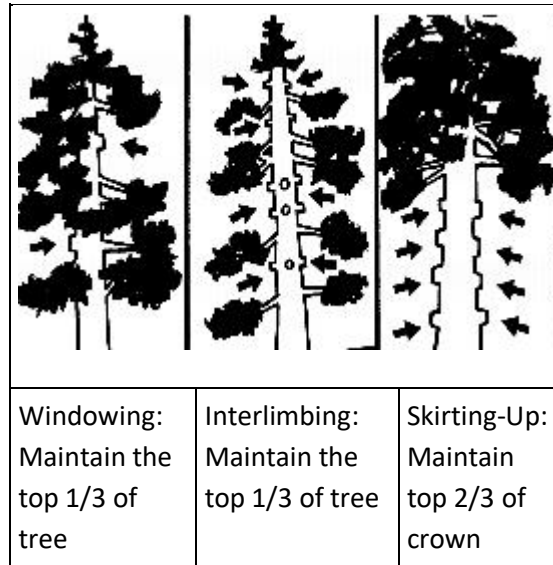 Windowing:
Maintain the
top 1/3 of
tree
Interlimbing:
Maintain the
top 1/3 of tree
Skirting-Up:
Maintain
top 2/3 of
crown